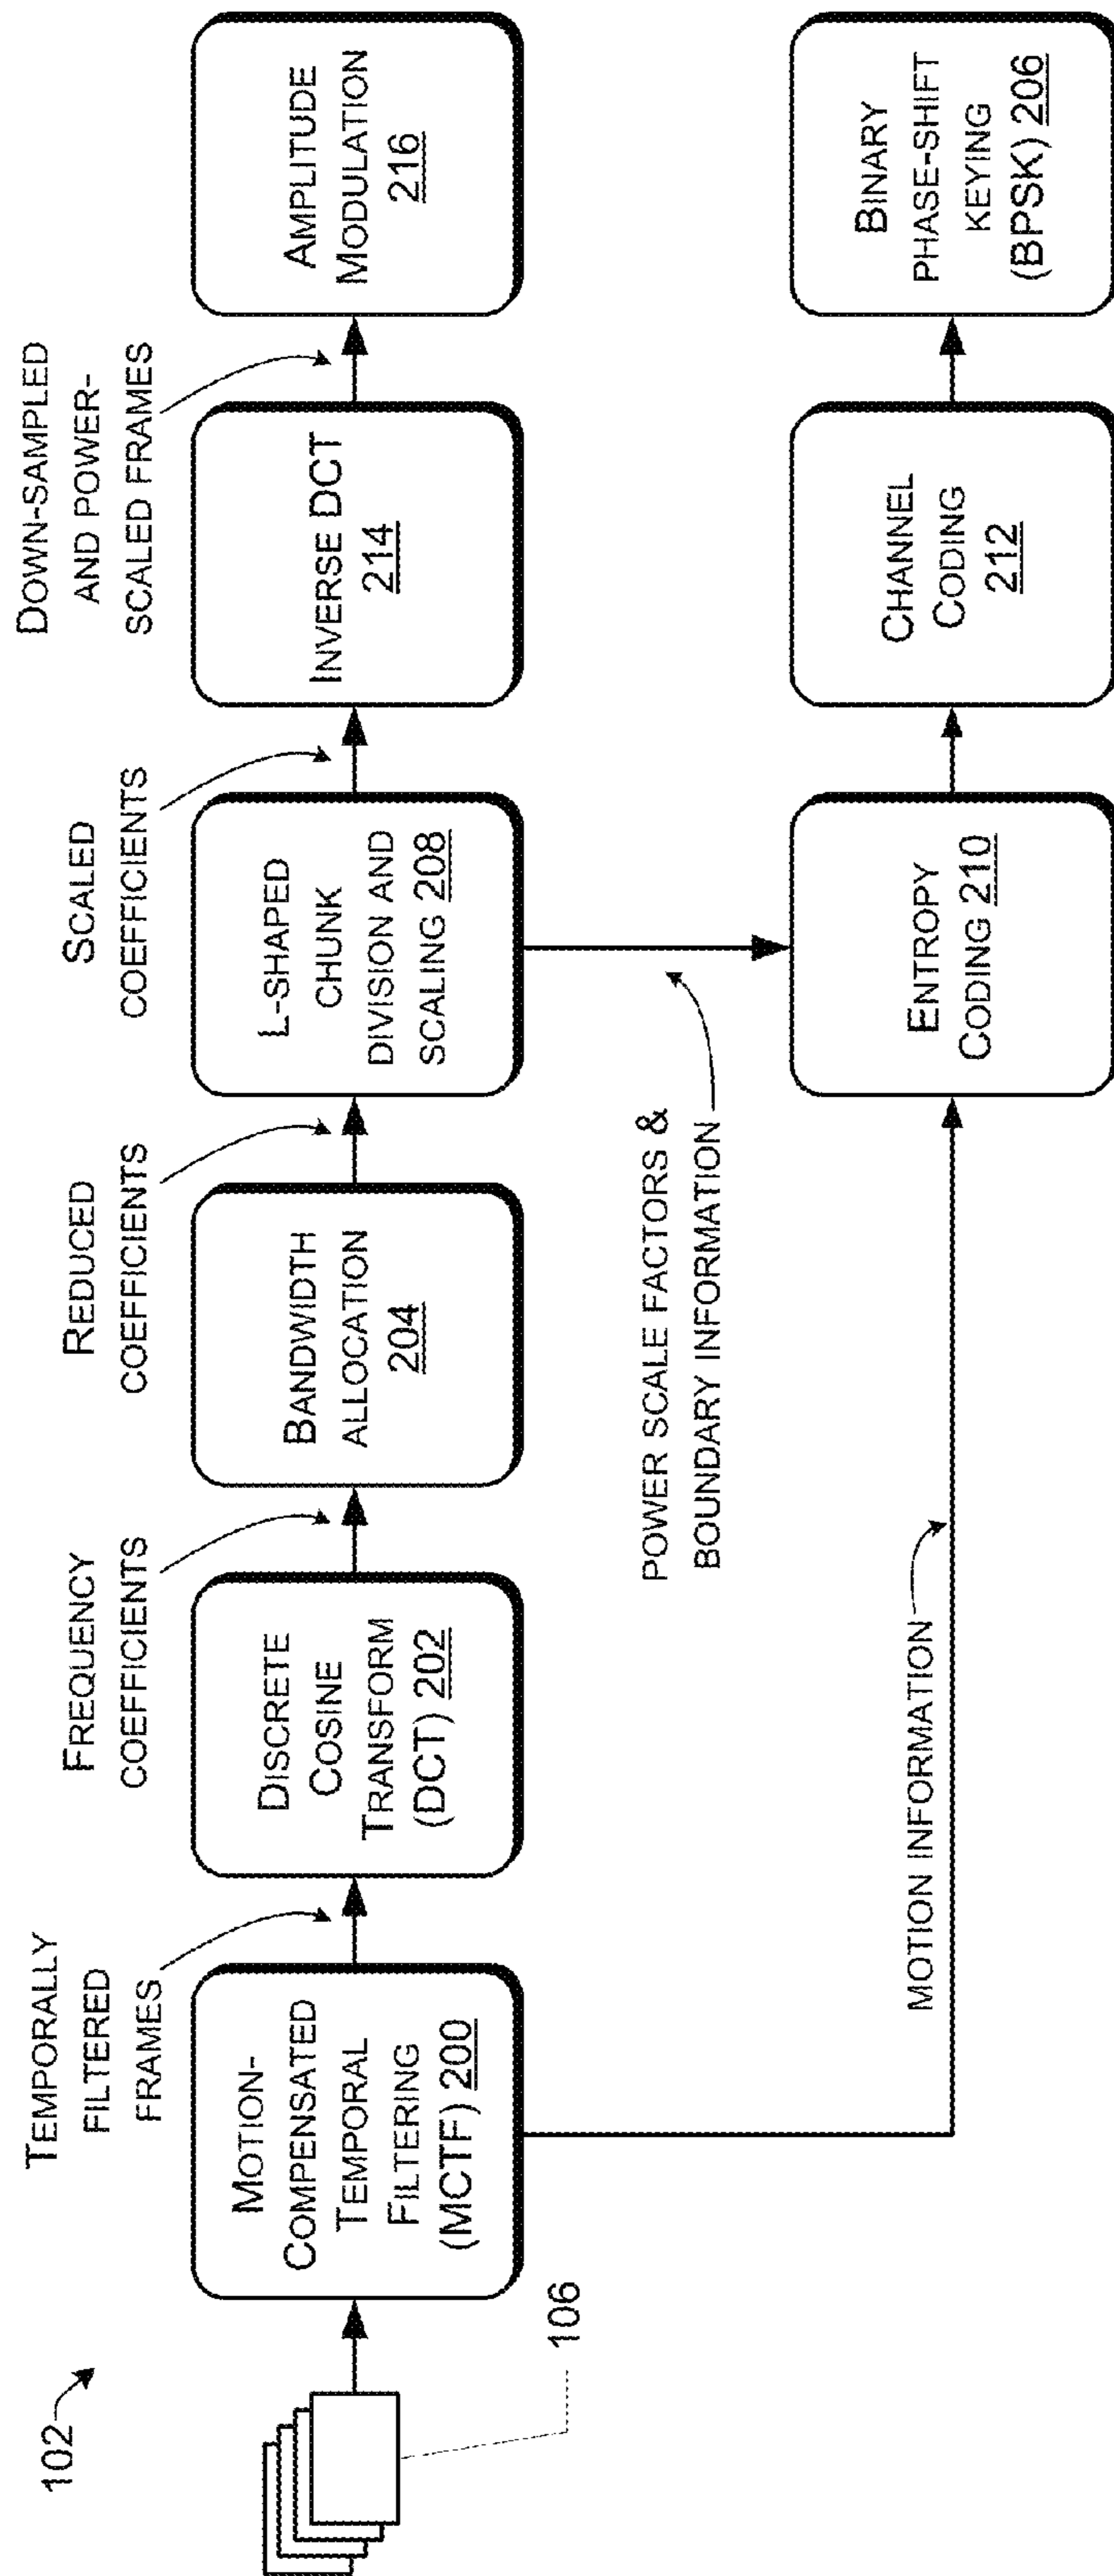 102
106
TEMPORALLY
FILTERED
FRAMES
MOTION-
COMPENSATED
TEMPORAL
FILTERING
(MCTF) 200
FREQUENCY
COEFFICIENTS
DISCRETE
COSINE
TRANSFORM
(DCT) 202
REDUCED
COEFFICIENTS
BANDWIDTH
ALLOCATION
204
SCALED
COEFFICIENTS
L-SHAPED
CHUNK
DIVISION AND
SCALING 208
DOWN-SAMPLED
AND POWER-
SCALED FRAMES
INVERSE DCT
214
AMPLITUDE
MODULATION
216
POWER SCALE FACTORS &
BOUNDARY INFORMATION
MOTION INFORMATION
ENTROPY
CODING 210
CHANNEL
CODING
212
BINARY
PHASE-SHIFT
KEYING
(BPSK) 206